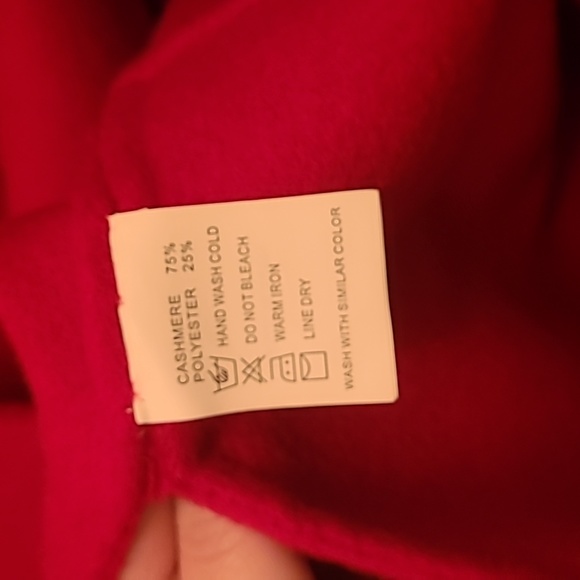 CASHMERE 75%
POLYESTER 25%
HAND WASH COLD
DO NOT BLEACH
WARM IRON
LINE DRY
WASH WITH SIMILAR COLOR